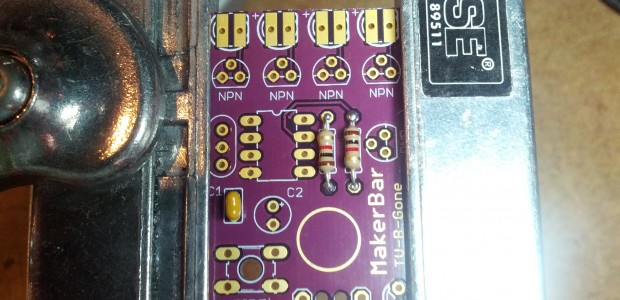 NPN NPN NPN NPN
C1
C2
MakerBar
TV-B-Gone
SE®
89511